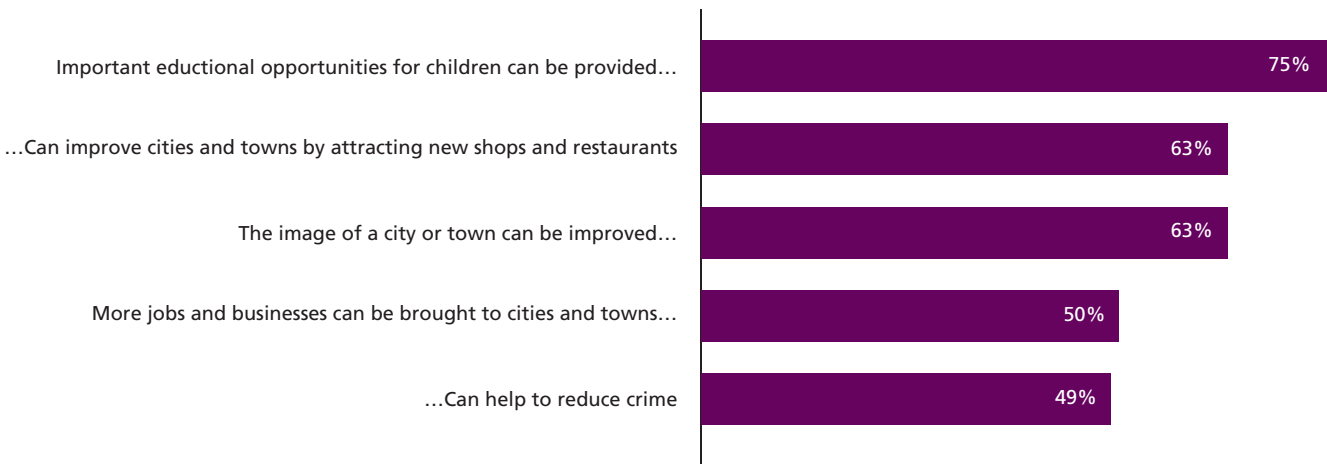 Important eductional opportunities for children can be provided…
75%
…Can improve cities and towns by attracting new shops and restaurants
63%
The image of a city or town can be improved…
63%
More jobs and businesses can be brought to cities and towns…
50%
…Can help to reduce crime
49%